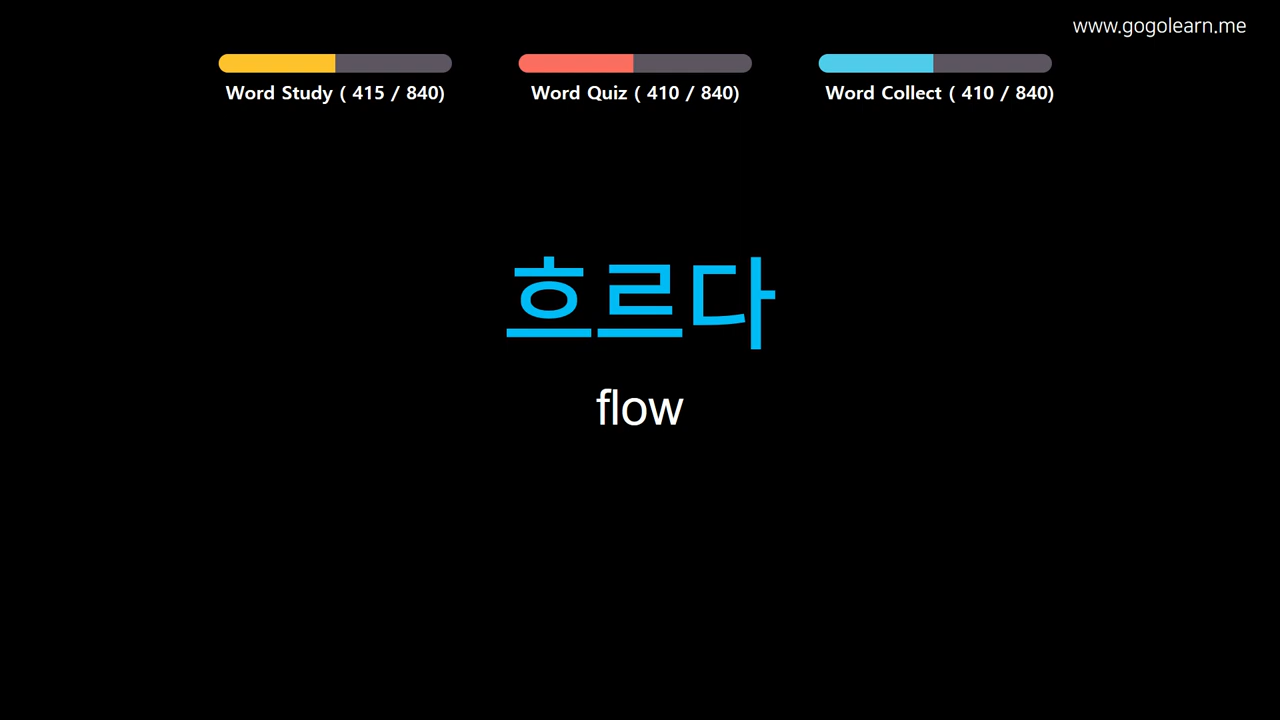 www.gogolearn.me
Word Study ( 415 / 840)
Word Quiz ( 410 / 840)
Word Collect ( 410 / 840)
흐르다
flow